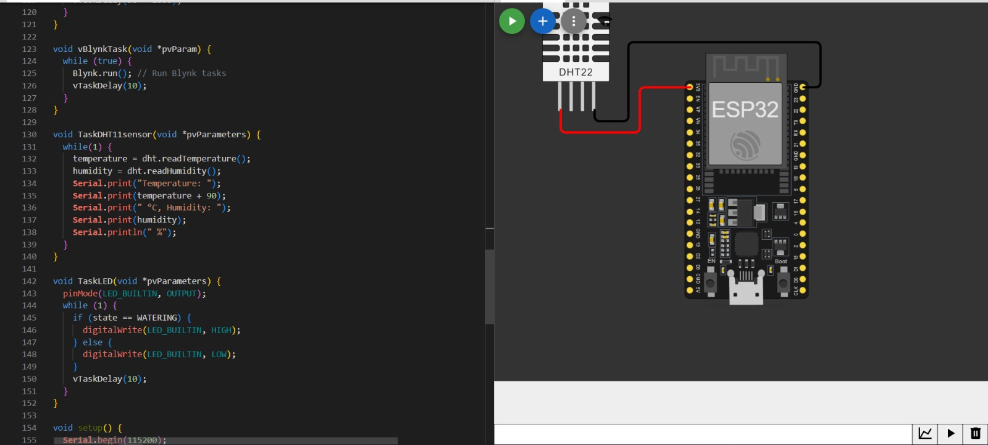 120 }
121 }
122
123 void vBlynkTask(void *pvParam) {
124 while (true) {
125 Blynk.run(); // Run Blynk tasks
126 vTaskDelay(10);
127 }
128 }
129
130 void TaskDHT11sensor(void *pvParameters) {
131 while(1) {
132 temperature = dht.readTemperature();
133 humidity = dht.readHumidity();
134 Serial.print("Temperature: ");
135 Serial.print(temperature + 90);
136 Serial.print(" °C, Humidity: ");
137 Serial.print(humidity);
138 Serial.println(" %");
139 }
140 }
141
142 void TaskLED(void *pvParameters) {
143 pinMode(LED_BUILTIN, OUTPUT);
144 while (1) {
145 if (state == WATERING) {
146 digitalWrite(LED_BUILTIN, HIGH);
147 } else {
148 digitalWrite(LED_BUILTIN, LOW);
149 }
150 vTaskDelay(10);
151 }
152 }
153
154 void setup() {
155 Serial.begin(115200);
DHT22
ESP32
EN
Boot